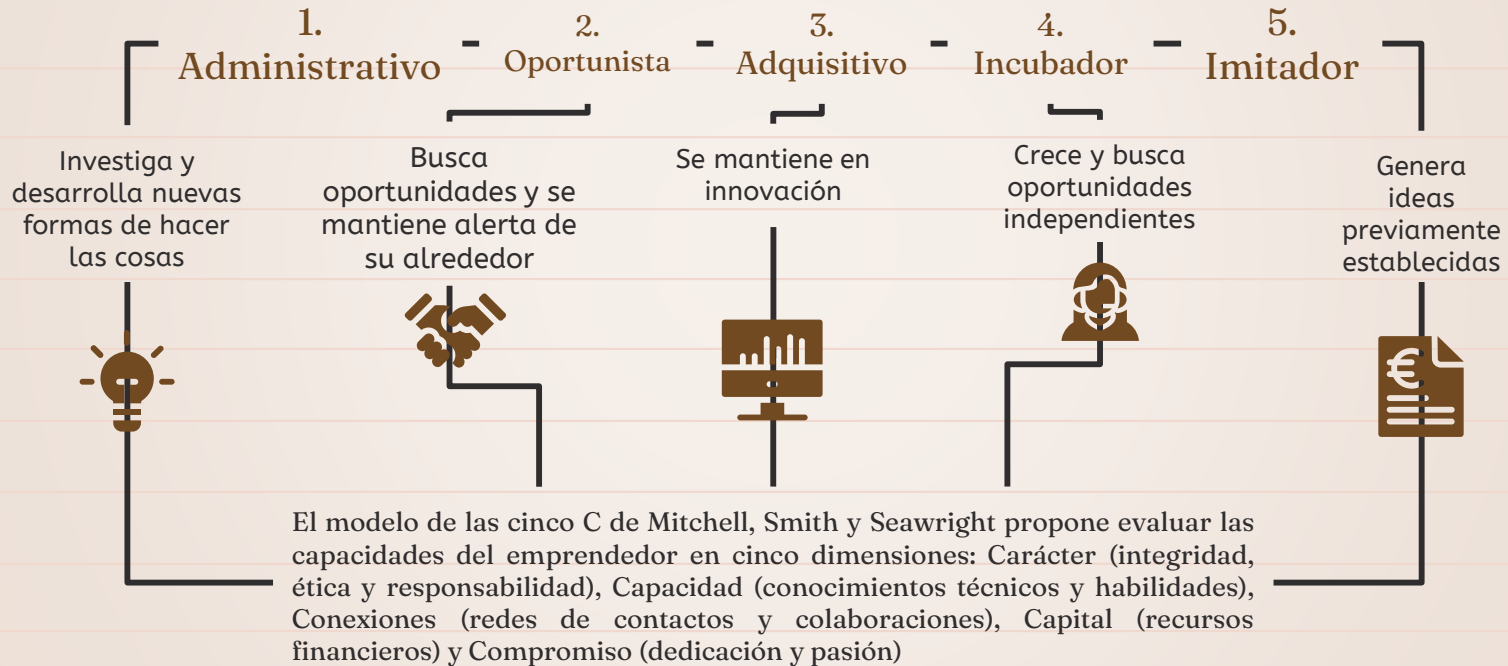 1.
Administrativo
2.
Oportunista
3.
Adquisitivo
4.
Incubador
5.
Imitador
Investiga y
desarrolla nuevas
formas de hacer
las cosas
Busca
oportunidades y se
mantiene alerta de
su alrededor
Se mantiene en
innovación
Crece y busca
oportunidades
independientes
Genera
ideas
previamente
establecidas
€
El modelo de las cinco C de Mitchell, Smith y Seawright propone evaluar las
capacidades del emprendedor en cinco dimensiones: Carácter (integridad,
ética y responsabilidad), Capacidad (conocimientos técnicos y habilidades),
Conexiones (redes de contactos y colaboraciones), Capital (recursos
financieros) y Compromiso (dedicación y pasión)